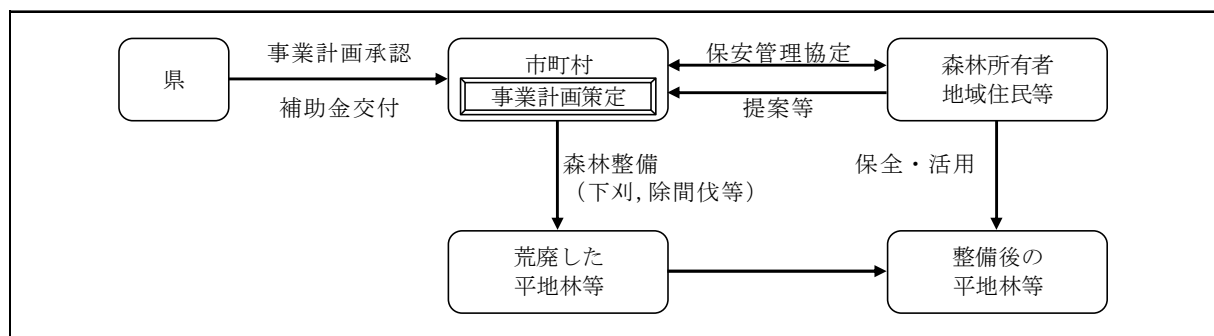 県
事業計画承認
補助金交付
市町村
事業計画策定
保安管理協定
提案等
森林所有者
地域住民等
森林整備
(下刈,除間伐等)
保全・活用
荒廃した
平地林等
整備後の
平地林等